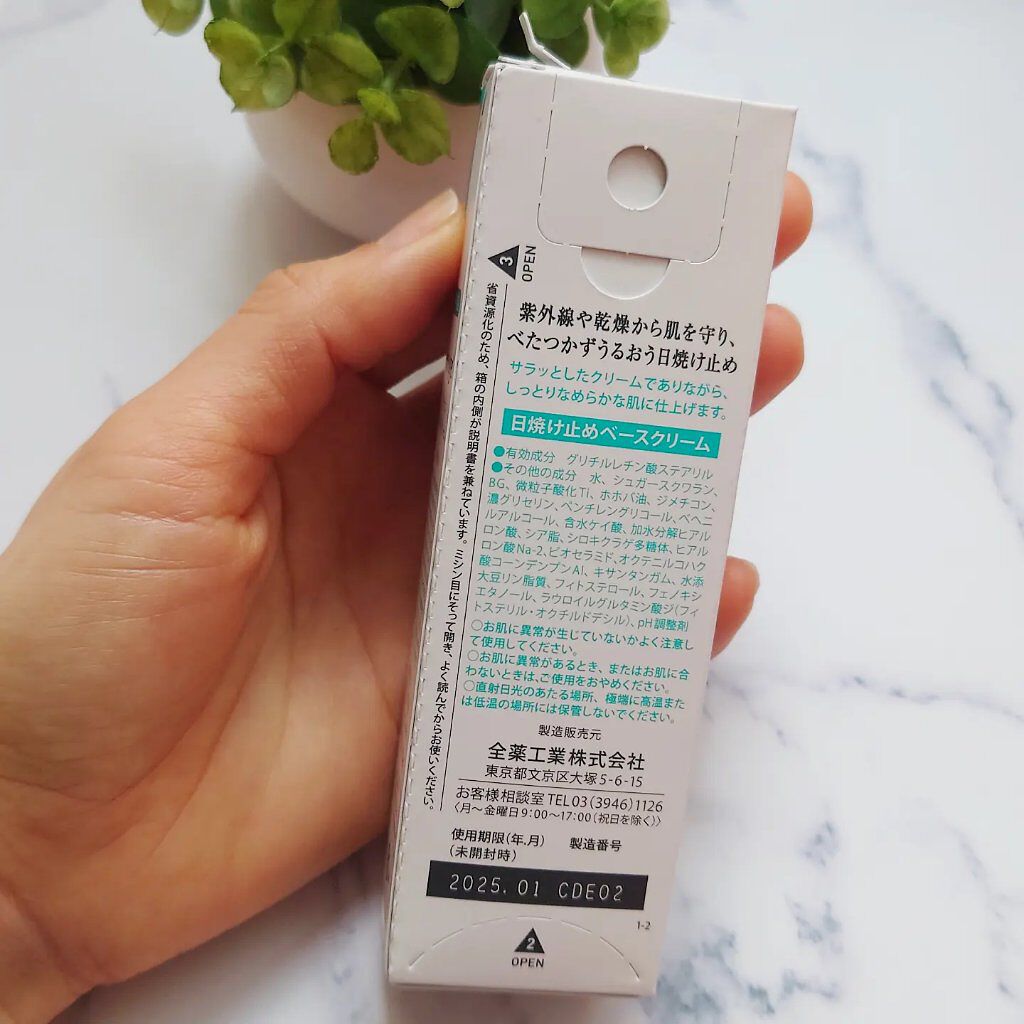 3
OPEN
省資源化のため、箱の内側が説明書を兼ねています。ミシン目にそって開き、よく読んでからお使いください。
紫外線や乾燥から肌を守り、
べたつかずうるおう日焼け止め
サラッとしたクリームでありながら、
しっとりなめらかな肌に仕上げます。
日焼け止めベースクリーム
●有効成分 グリチルレチン酸ステアリル
●その他の成分 水、シュガースクワラン、
BG、微粒子酸化TI、ホホバ油、ジメチコン、
濃グリセリン、ペンチレングリコール、ベヘニ
ルアルコール、含水ケイ酸、加水分解ヒアル
ロン酸、シア脂、シロキクラゲ多糖体、ヒアル
ロン酸Na-2、ビオセラミド、オクテニルコハク
酸コーンデンプンAl、キサンタンガム、水添
大豆リン脂質、フィトステロール、フェノキシ
エタノール、ラウロイルグルタミン酸ジ(フィ
トステリル・オクチルドデシル)、pH調整剤
○お肌に異常が生じていないかよく注意し
て使用してください。
○お肌に異常があるとき、またはお肌に合
わないときは、ご使用をおやめください。
○直射日光のあたる場所、極端に高温また
は低温の場所には保管しないでください。
製造販売元
全薬工業株式会社
東京都文京区大塚5-6-15
お客様相談室 TEL03(3946)1126
〈月～金曜日9:00～17:00(祝日を除く)〉
使用期限(年.月) 製造番号
(未開封時)
2025.01 CDE02
1-2
2
OPEN